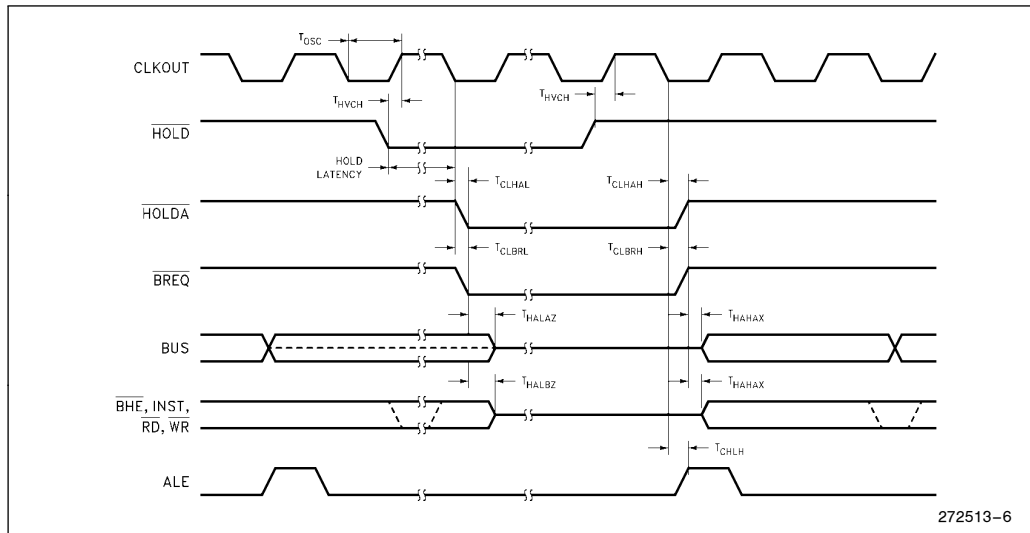 T_OSC
CLKOUT
T_HVCH
T_HVCH
HOLD
HOLD
LATENCY
T_CLHAL
T_CLHAH
HOLDA
T_CLBRL
T_CLBRH
BREQ
T_HALAZ
T_HAHAX
BUS
T_HALBZ
T_HAHAX
BHE, INST,
RD, WR
T_CHLH
ALE
272513–6